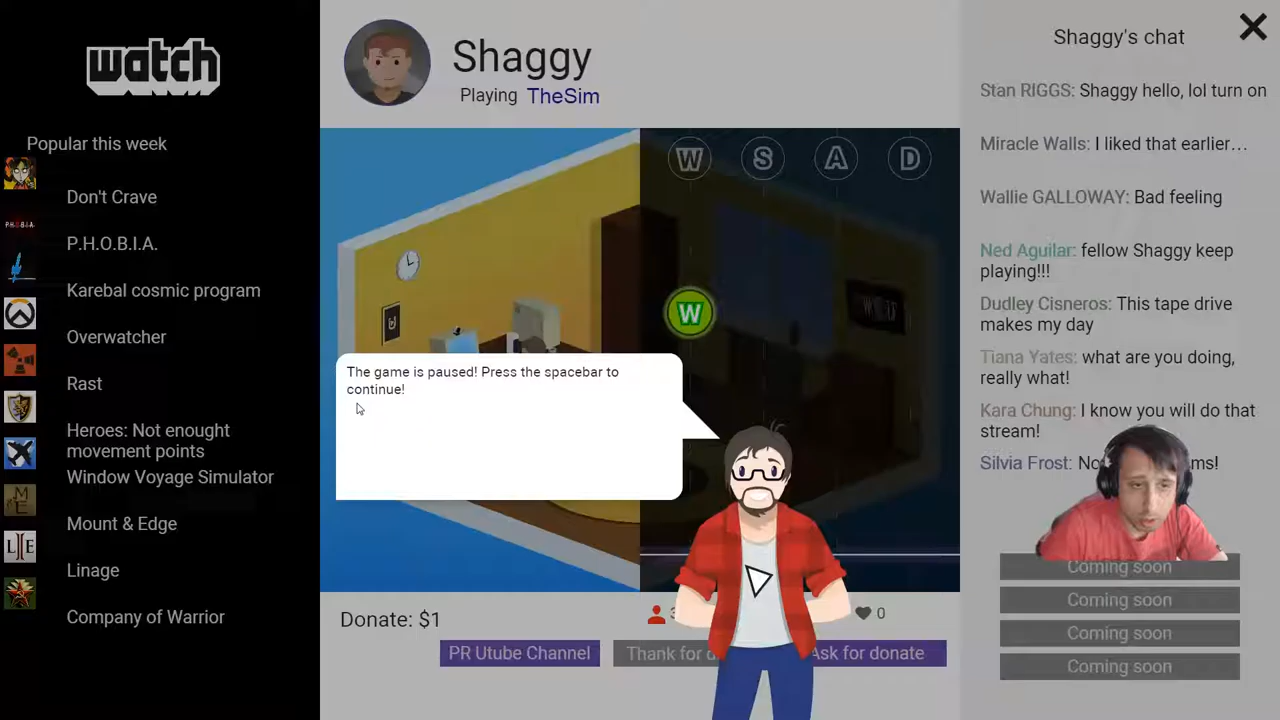 watch
Popular this week
Don't Crave
P.H.O.B.I.A.
P.H.O.B.I.A.
Karebal cosmic program
Overwatcher
Rast
Heroes: Not enought
movement points
Window Voyage Simulator
ME
Mount & Edge
LIE
Linage
Company of Warrior
Shaggy
Playing TheSim
W S A D
W
The game is paused! Press the spacebar to
continue!
Donate: $1
0
PR Utube Channel
Thank for d
Ask for donate
Shaggy's chat
Stan RIGGS: Shaggy hello, lol turn on
Miracle Walls: I liked that earlier…
Wallie GALLOWAY: Bad feeling
Ned Aguilar: fellow Shaggy keep
playing!!!
Dudley Cisneros: This tape drive
makes my day
Tiana Yates: what are you doing,
really what!
Kara Chung: I know you will do that
stream!
Silvia Frost: No ms!
Coming soon
Coming soon
Coming soon
Coming soon